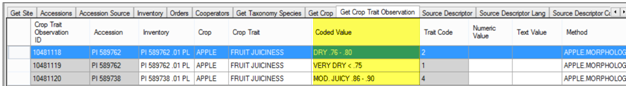 Get Site Accessions Accession Source Inventory Orders Cooperators Get Taxonomy Species Get Crop Get Crop Trait Observation Source Descriptor Source Descriptor Lang Source Descriptor Co
Crop Trait Observation ID Accession Inventory Crop Crop Trait Coded Value Trait Code Numeric Value Text Value Method
10481118 PI 589762 PI 589762 .01 PL APPLE FRUIT JUICINESS DRY .76 - .80 2 APPLE.MORPHOLOG
10481119 PI 589762 PI 589762 .01 PL APPLE FRUIT JUICINESS VERY DRY < .75 1 APPLE.MORPHOLOG
10481120 PI 589738 PI 589738 .01 PL APPLE FRUIT JUICINESS MOD. JUICY .86 - .90 4 APPLE.MORPHOLOG